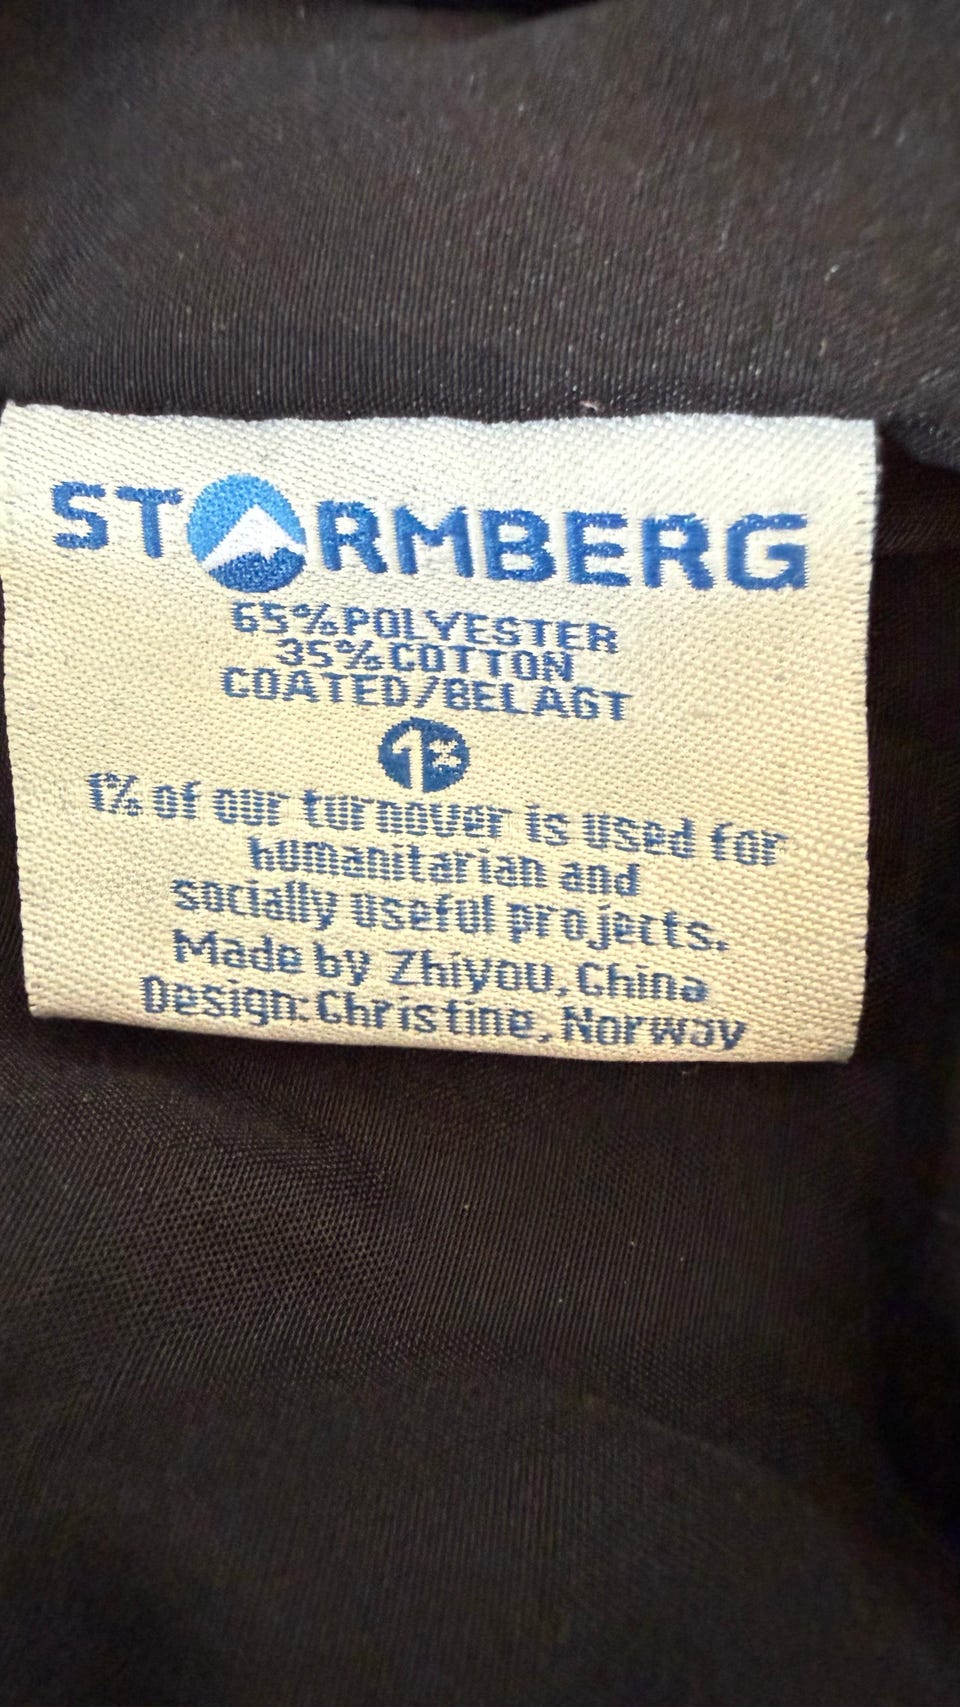 STORMBERG
65%POLYESTER
35%COTTON
COATED/BELAGT
1%
1% of our turnover is used for
humanitarian and
socially useful projects.
Made by Zhiyou, China
Design: Christine, Norway